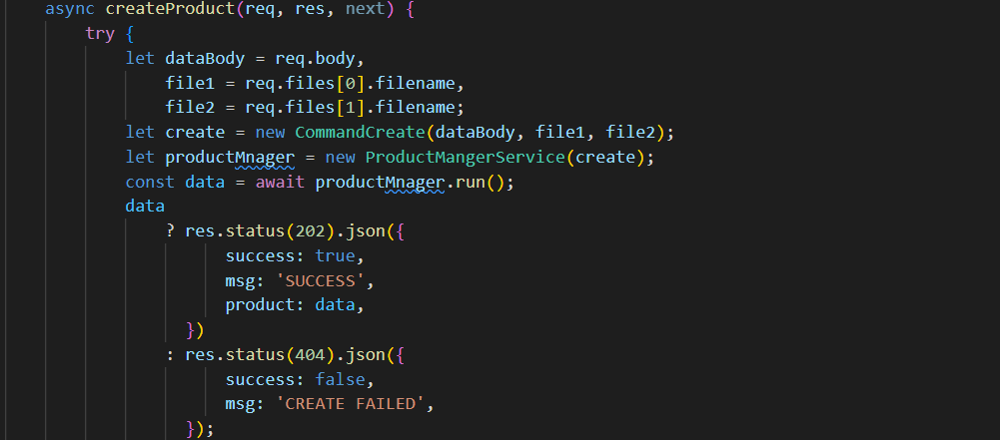 async createProduct(req, res, next) {
try {
let dataBody = req.body,
file1 = req.files[0].filename,
file2 = req.files[1].filename;
let create = new CommandCreate(dataBody, file1, file2);
let productMnager = new ProductMangerService(create);
const data = await productMnager.run();
data
? res.status(202).json({
success: true,
msg: 'SUCCESS',
product: data,
})
: res.status(404).json({
success: false,
msg: 'CREATE FAILED',
});